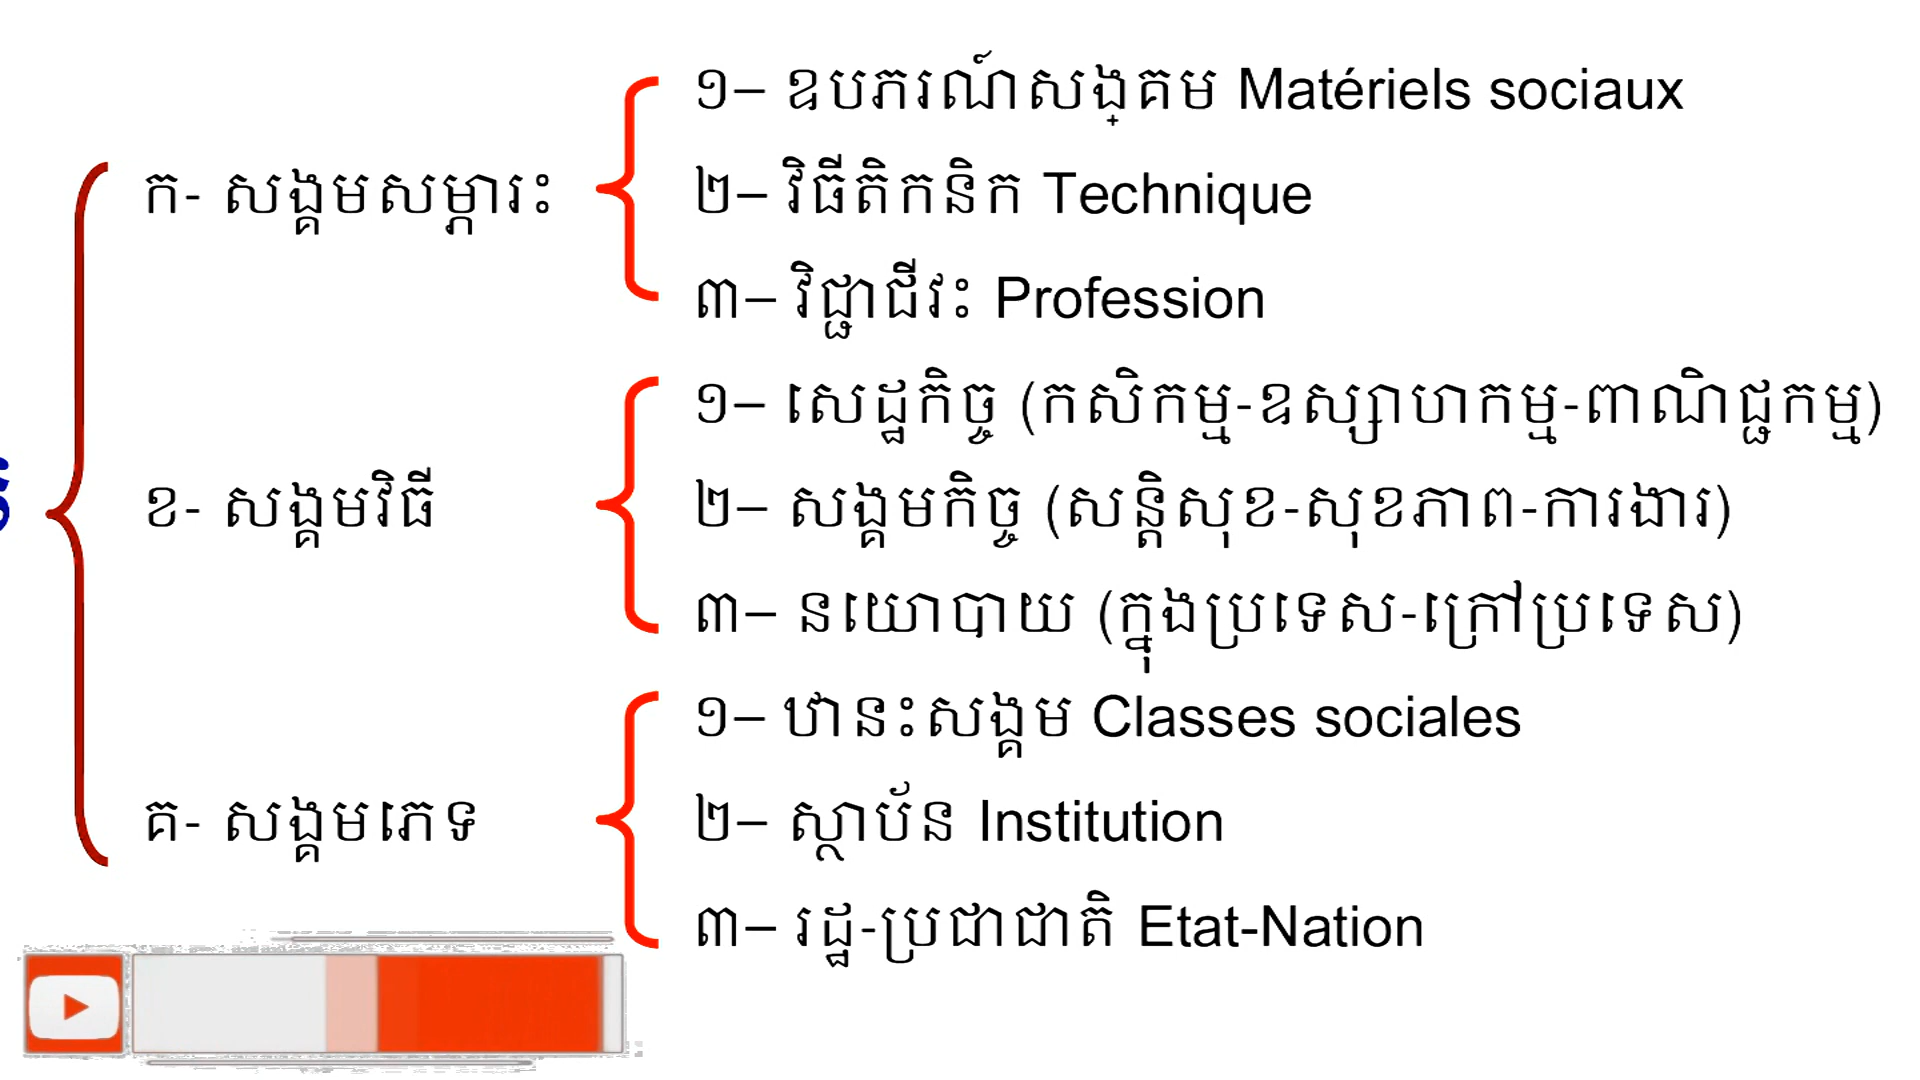 ១– ឧបភរណ៍សង្គម Matériels sociaux
ក- សង្គមសម្ភារះ
២– វិធីតិកនិក Technique
៣– វិជ្ជាជីវះ Profession
១– សេដ្ឋកិច្ច (កសិកម្ម-ឧស្សាហកម្ម-ពាណិជ្ជកម្ម)
ខ- សង្គមវិធី
២– សង្គមកិច្ច (សន្តិសុខ-សុខភាព-ការងារ)
៣– នយោបាយ (ក្នុងប្រទេស-ក្រៅប្រទេស)
១– ឋានះសង្គម Classes sociales
គ- សង្គមភេទ
២– ស្ថាប័ន Institution
៣– រដ្ឋ-ប្រជាជាតិ Etat-Nation